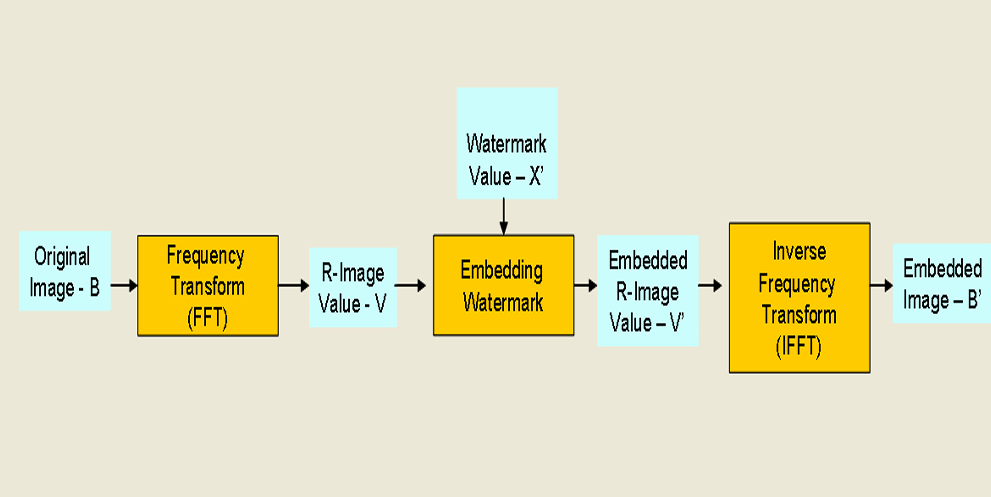 Watermark
Value – X’
Original
Image - B
Frequency
Transform
(FFT)
R-Image
Value - V
Embedding
Watermark
Embedded
R-Image
Value – V’
Inverse
Frequency
Transform
(IFFT)
Embedded
Image – B’